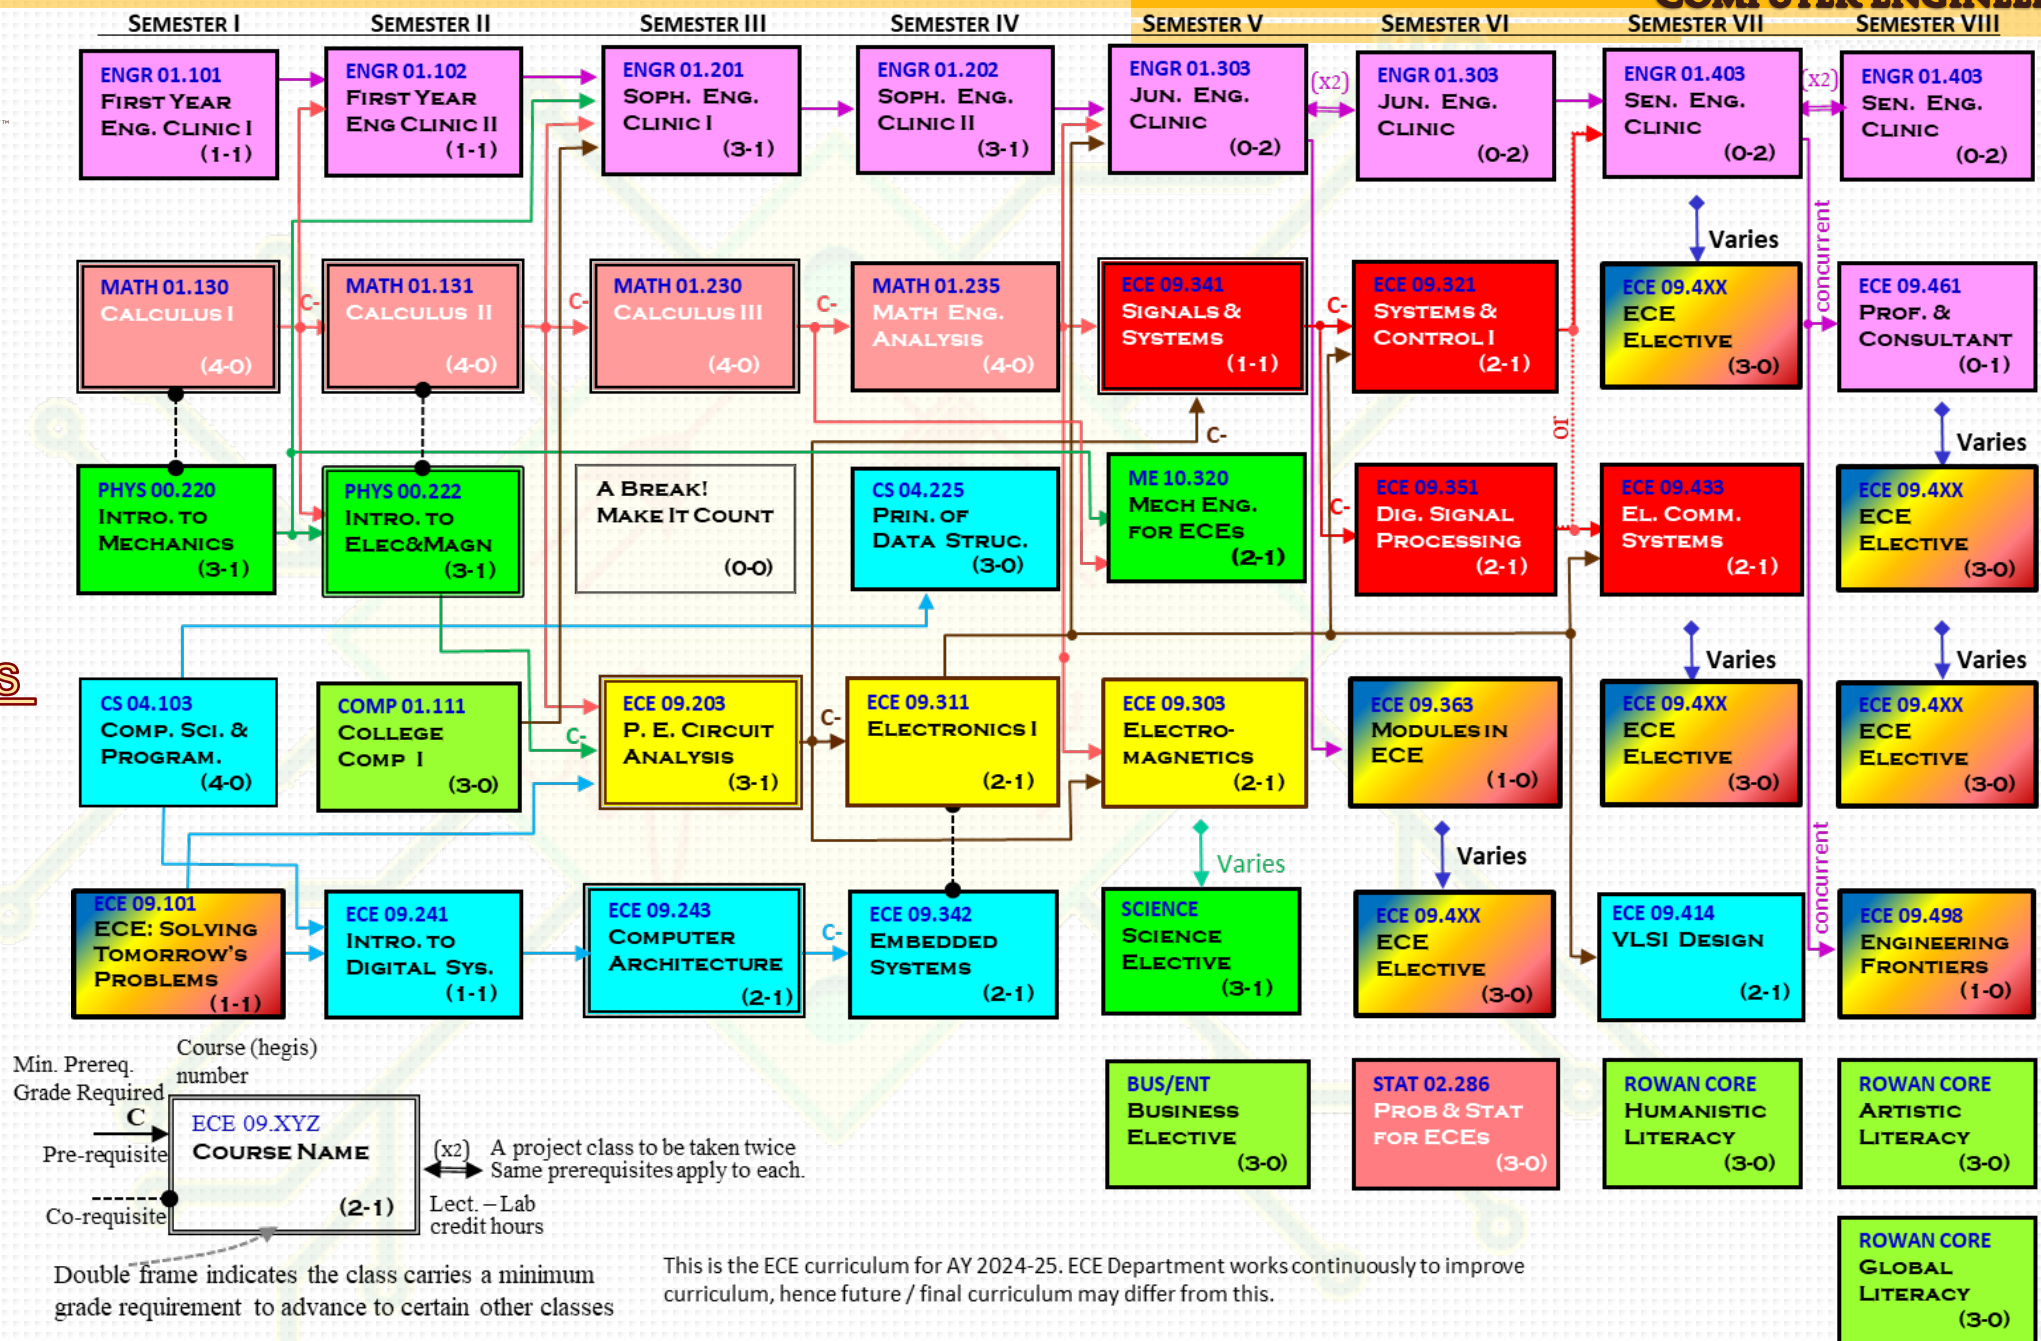 SEMESTER I
SEMESTER II
SEMESTER III
SEMESTER IV
SEMESTER V
SEMESTER VI
SEMESTER VII
SEMESTER VIII
ENGR 01.101
FIRST YEAR
ENG. CLINIC I
(1-1)
ENGR 01.102
FIRST YEAR
ENG CLINIC II
(1-1)
ENGR 01.201
SOPH. ENG.
CLINIC I
(3-1)
ENGR 01.202
SOPH. ENG.
CLINIC II
(3-1)
ENGR 01.303
JUN. ENG.
CLINIC
(0-2)
(x2)
ENGR 01.303
JUN. ENG.
CLINIC
(0-2)
ENGR 01.403
SEN. ENG.
CLINIC
(0-2)
(x2)
ENGR 01.403
SEN. ENG.
CLINIC
(0-2)
Varies
concurrent
MATH 01.130
CALCULUS I
(4-0)
C-
MATH 01.131
CALCULUS II
(4-0)
C-
MATH 01.230
CALCULUS III
(4-0)
C-
MATH 01.235
MATH ENG.
ANALYSIS
(4-0)
ECE 09.341
SIGNALS &
SYSTEMS
(1-1)
C-
ECE 09.321
SYSTEMS &
CONTROL I
(2-1)
ECE 09.4XX
ECE
ELECTIVE
(3-0)
ECE 09.461
PROF. &
CONSULTANT
(0-1)
C-
or
Varies
PHYS 00.220
INTRO. TO
MECHANICS
(3-1)
PHYS 00.222
INTRO. TO
ELEC&MAGN
(3-1)
A BREAK!
MAKE IT COUNT
(0-0)
CS 04.225
PRIN. OF
DATA STRUC.
(3-0)
ME 10.320
MECH ENG.
FOR ECES
(2-1)
C-
ECE 09.351
DIG. SIGNAL
PROCESSING
(2-1)
ECE 09.433
EL. COMM.
SYSTEMS
(2-1)
ECE 09.4XX
ECE
ELECTIVE
(3-0)
Varies
Varies
S
CS 04.103
COMP. SCI. &
PROGRAM.
(4-0)
COMP 01.111
COLLEGE
COMP I
(3-0)
C-
ECE 09.203
P. E. CIRCUIT
ANALYSIS
(3-1)
C-
ECE 09.311
ELECTRONICS I
(2-1)
ECE 09.303
ELECTRO-
MAGNETICS
(2-1)
ECE 09.363
MODULES IN
ECE
(1-0)
ECE 09.4XX
ECE
ELECTIVE
(3-0)
ECE 09.4XX
ECE
ELECTIVE
(3-0)
Varies
Varies
concurrent
ECE 09.101
ECE: SOLVING
TOMORROW'S
PROBLEMS
(1-1)
ECE 09.241
INTRO. TO
DIGITAL SYS.
(1-1)
ECE 09.243
COMPUTER
ARCHITECTURE
(2-1)
C-
ECE 09.342
EMBEDDED
SYSTEMS
(2-1)
SCIENCE
SCIENCE
ELECTIVE
(3-1)
ECE 09.4XX
ECE
ELECTIVE
(3-0)
ECE 09.414
VLSI DESIGN
(2-1)
ECE 09.498
ENGINEERING
FRONTIERS
(1-0)
BUS/ENT
BUSINESS
ELECTIVE
(3-0)
STAT 02.286
PROB & STAT
FOR ECES
(3-0)
ROWAN CORE
HUMANISTIC
LITERACY
(3-0)
ROWAN CORE
ARTISTIC
LITERACY
(3-0)
ROWAN CORE
GLOBAL
LITERACY
(3-0)
Min. Prereq.
Grade Required
Course (hegis)
number
C
Pre-requisite
Co-requisite
ECE 09.XYZ
COURSE NAME
(2-1)
(x2)
A project class to be taken twice
Same prerequisites apply to each.
Lect. – Lab
credit hours
Double frame indicates the class carries a minimum
grade requirement to advance to certain other classes
This is the ECE curriculum for AY 2024-25. ECE Department works continuously to improve
curriculum, hence future / final curriculum may differ from this.